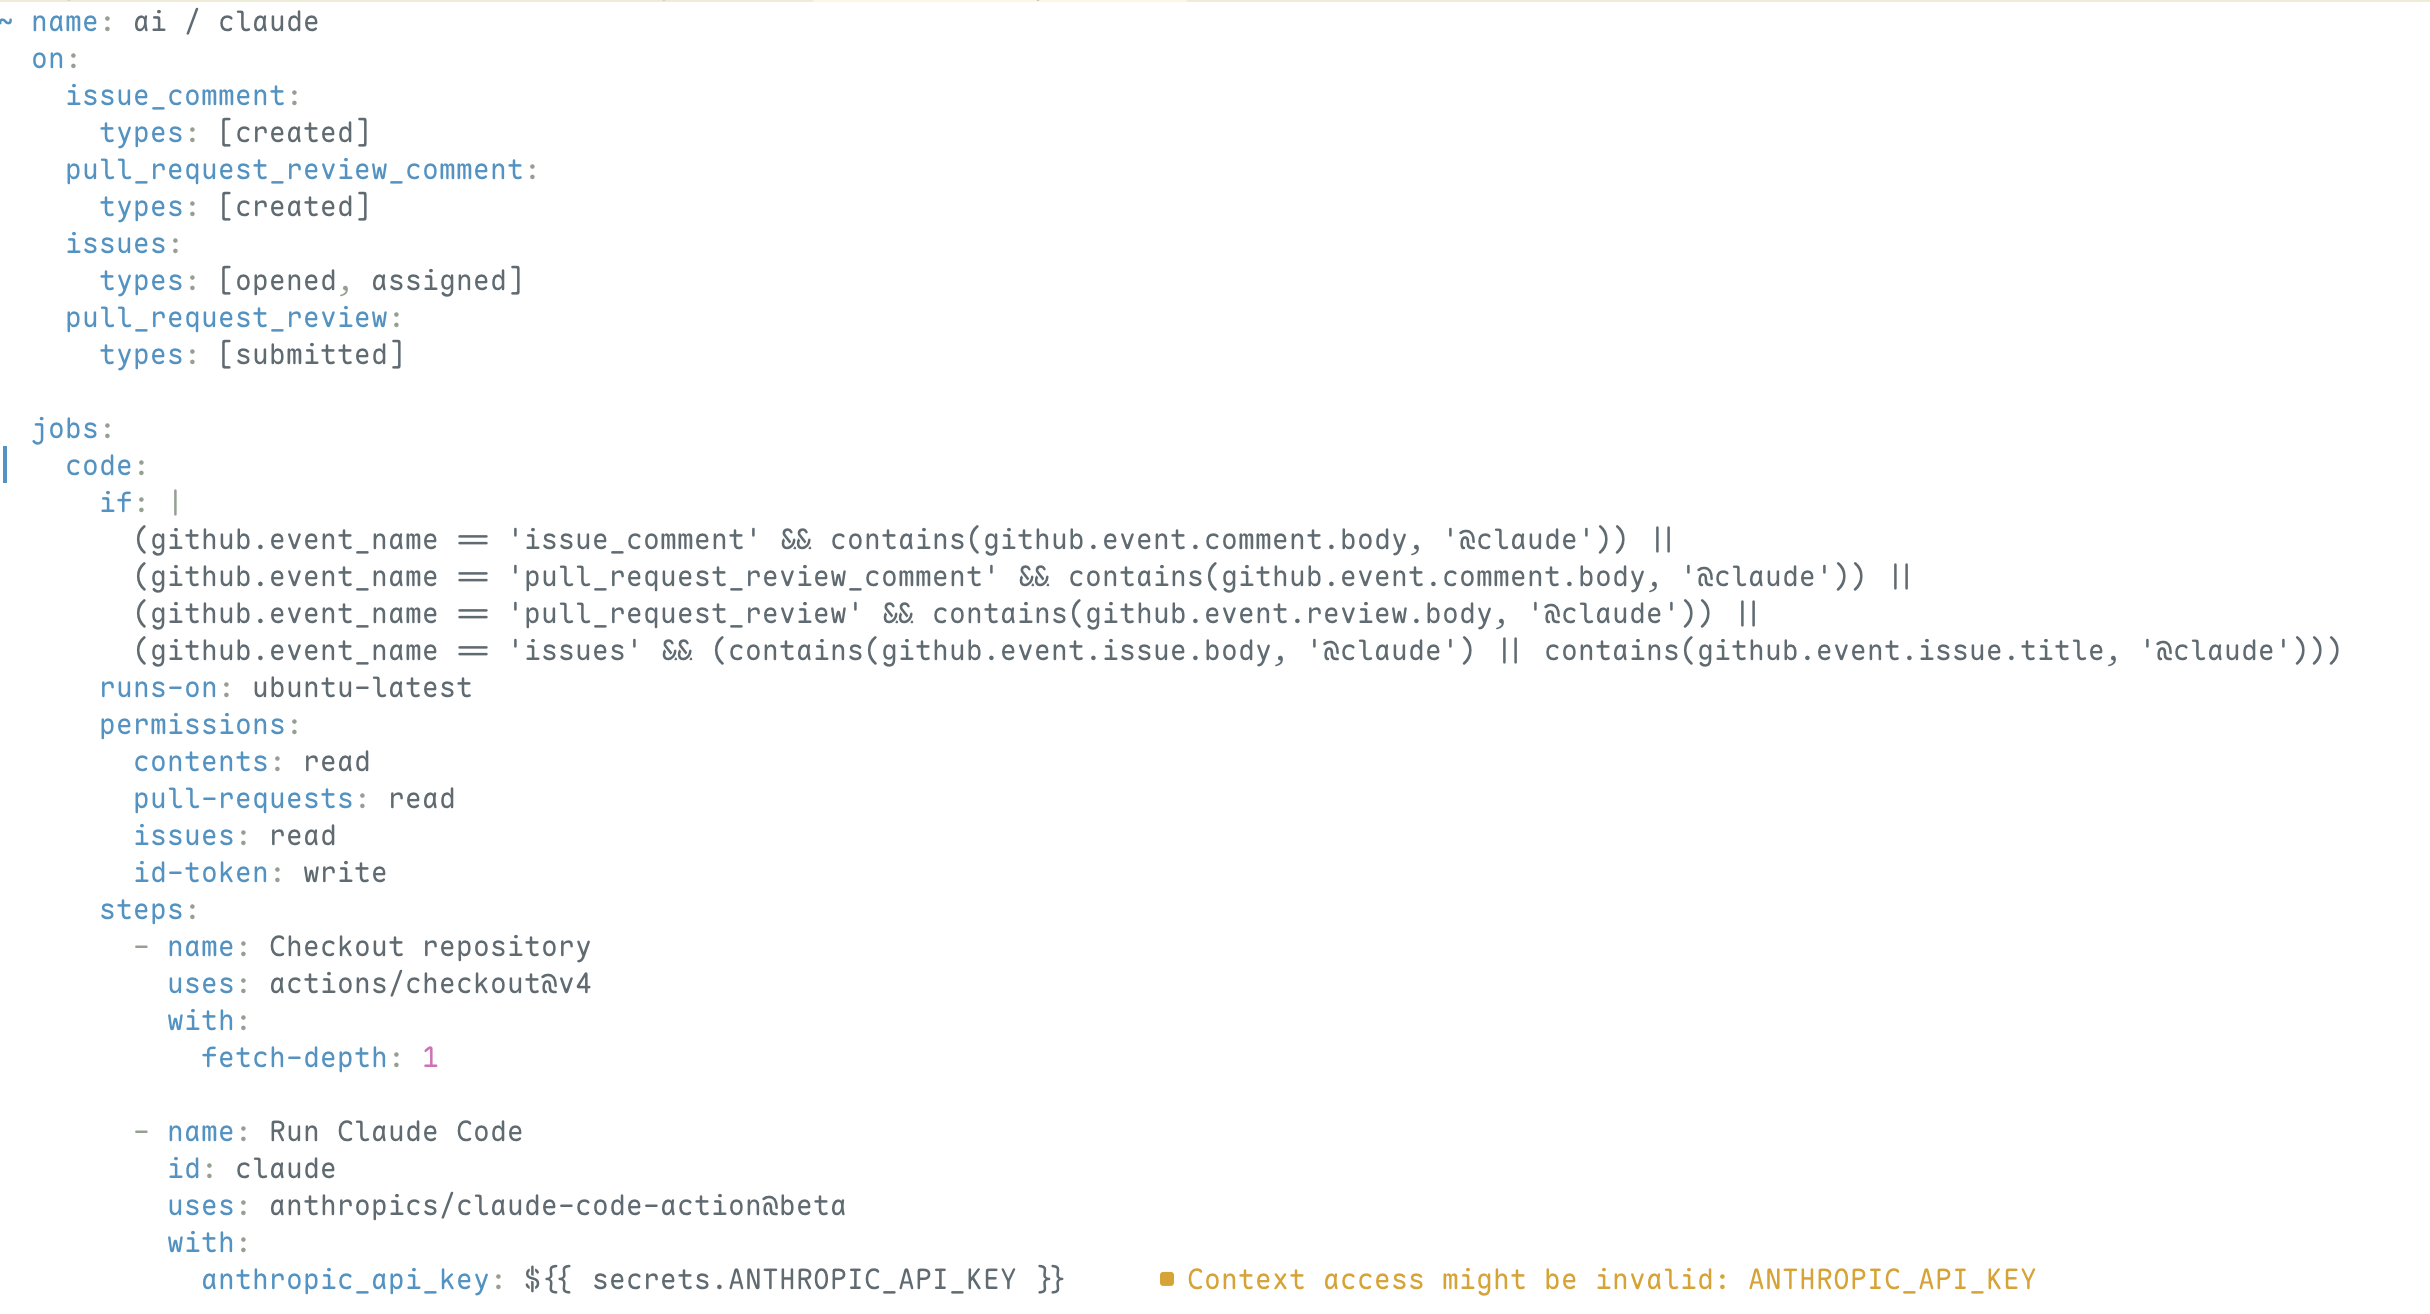 ~ name: ai / claude
on:
  issue_comment:
    types: [created]
  pull_request_review_comment:
    types: [created]
  issues:
    types: [opened, assigned]
  pull_request_review:
    types: [submitted]

jobs:
  code:
    if: |
      (github.event_name == 'issue_comment' && contains(github.event.comment.body, '@claude')) ||
      (github.event_name == 'pull_request_review_comment' && contains(github.event.comment.body, '@claude')) ||
      (github.event_name == 'pull_request_review' && contains(github.event.review.body, '@claude')) ||
      (github.event_name == 'issues' && (contains(github.event.issue.body, '@claude') || contains(github.event.issue.title, '@claude')))
    runs-on: ubuntu-latest
    permissions:
      contents: read
      pull-requests: read
      issues: read
      id-token: write
    steps:
      - name: Checkout repository
        uses: actions/checkout@v4
        with:
          fetch-depth: 1

      - name: Run Claude Code
        id: claude
        uses: anthropics/claude-code-action@beta
        with:
          anthropic_api_key: ${{ secrets.ANTHROPIC_API_KEY }}     ■ Context access might be invalid: ANTHROPIC_API_KEY